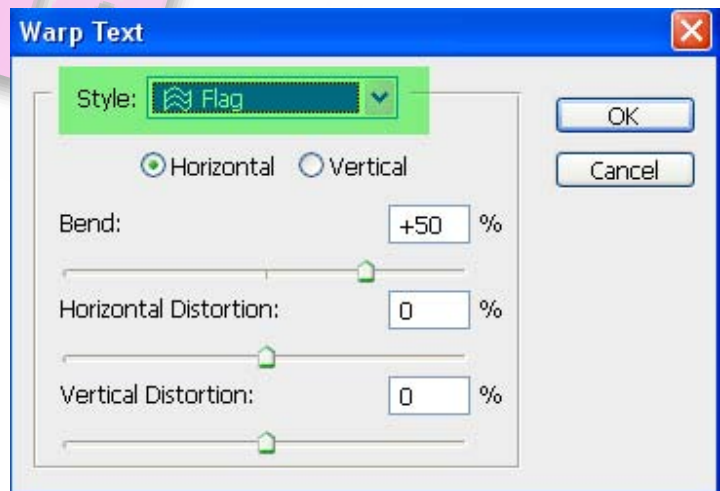 Warp Text
Style: Flag
OK
Horizontal Vertical
Cancel
Bend: +50 %
Horizontal Distortion: 0 %
Vertical Distortion: 0 %